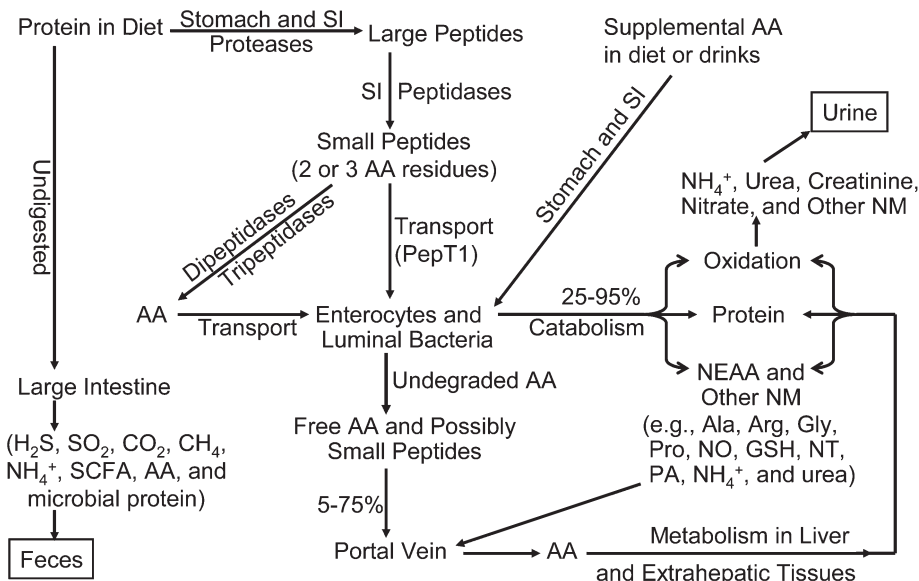 Protein in Diet
Stomach and SI
Proteases
Large Peptides
Supplemental AA
in diet or drinks
SI Peptidases
Stomach and SI
Urine
Small Peptides
(2 or 3 AA residues)
Undigested
NH₄⁺, Urea, Creatinine,
Nitrate, and Other NM
Dipeptidases
Tripeptidases
Transport
(PepT1)
Oxidation
AA
Transport
Enterocytes and
Luminal Bacteria
25-95%
Catabolism
Protein
Undegraded AA
NEAA and
Other NM
(e.g., Ala, Arg, Gly,
Pro, NO, GSH, NT,
PA, NH₄⁺, and urea)
Large Intestine
(H₂S, SO₂, CO₂, CH₄,
NH₄⁺, SCFA, AA, and
microbial protein)
Free AA and Possibly
Small Peptides
5-75%
Feces
Portal Vein
AA
Metabolism in Liver
and Extrahepatic Tissues